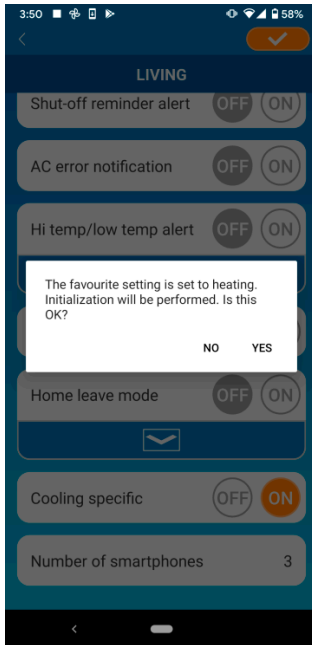 3:50 58%
LIVING
Shut-off reminder alert OFF ON
AC error notification OFF ON
Hi temp/low temp alert OFF ON
The favourite setting is set to heating.
Initialization will be performed. Is this
OK?
NO YES
Home leave mode OFF ON
Cooling specific OFF ON
Number of smartphones 3